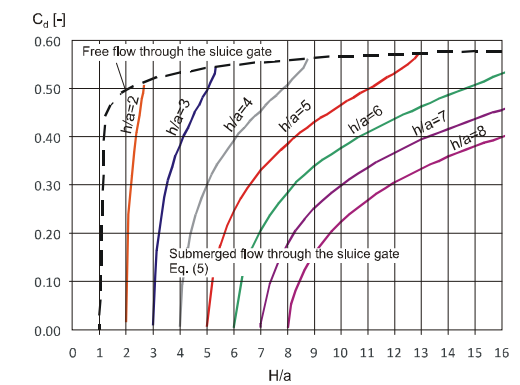 C_d [-]
0.60
Free flow through the sluice gate
0.50
h/a=2
h/a=3
h/a=4
h/a=5
h/a=6
h/a=7
h/a=8
0.40
0.30
0.20
Submerged flow through the sluice gate
Eq. (5)
0.10
0.00
0 1 2 3 4 5 6 7 8 9 10 11 12 13 14 15 16
H/a